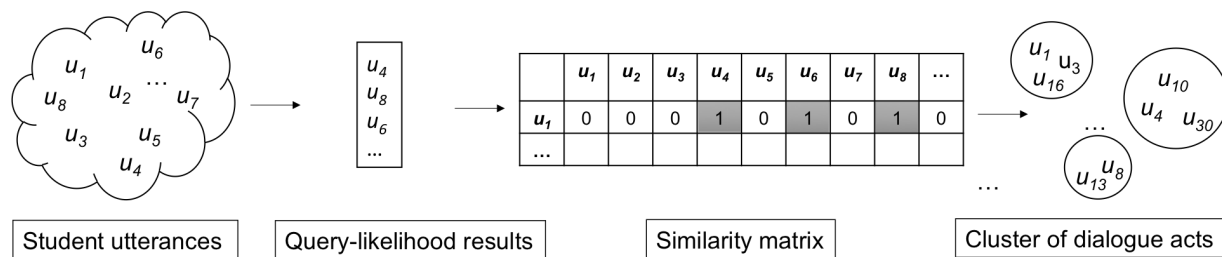 u6
u1
...
u8
u2
u7
u3
u5
u4
u4
u8
u6
...
u1 u2 u3 u4 u5 u6 u7 u8 ...
u1 0 0 0 1 0 1 0 1 0
...
u1 u3
u16
u10
u4 u30
...
u13 u8
...
Student utterances
Query-likelihood results
Similarity matrix
Cluster of dialogue acts